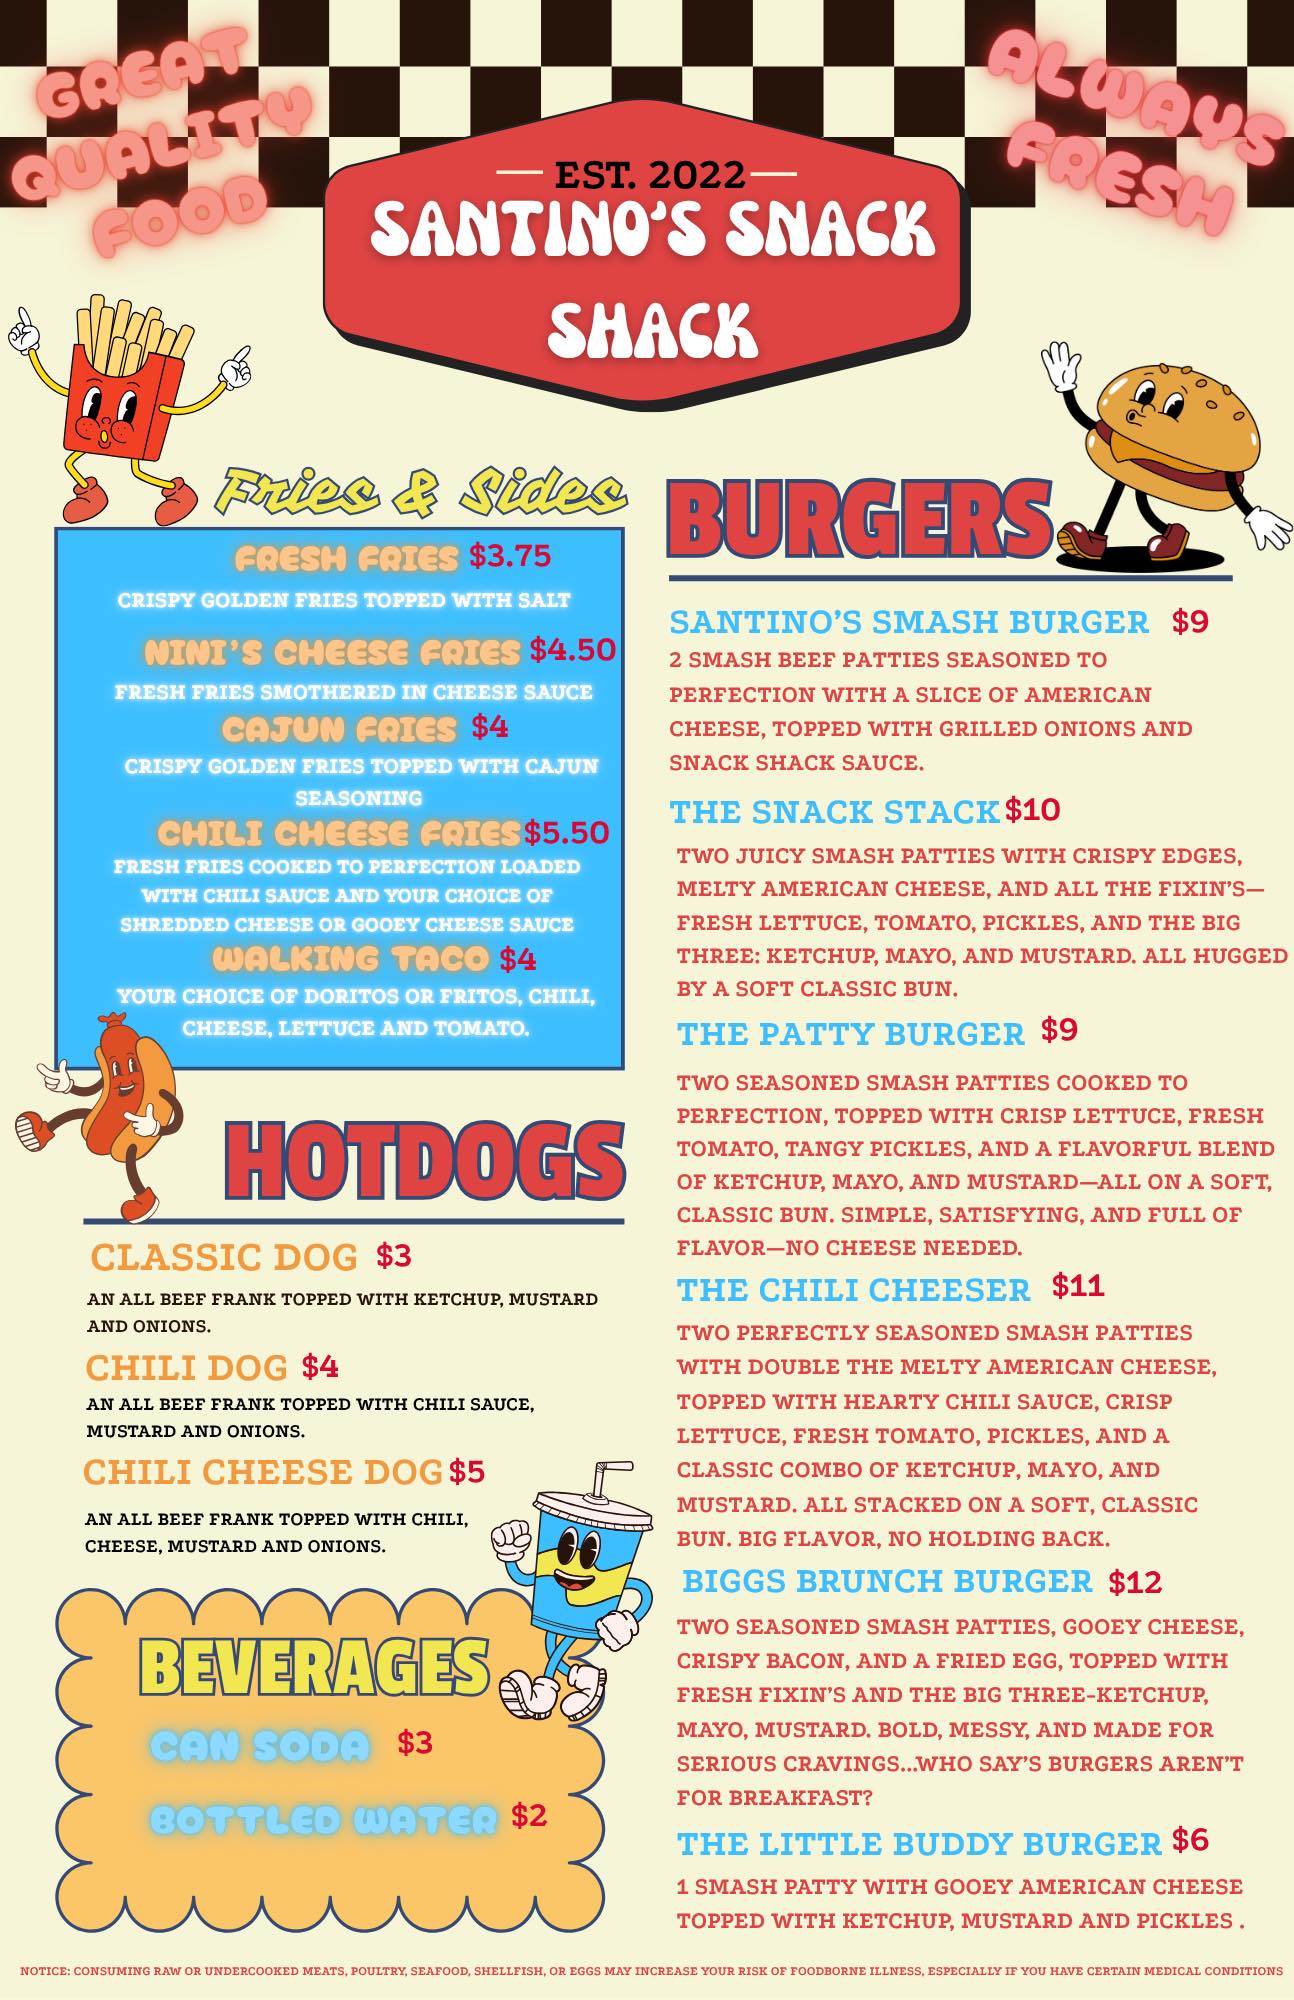 GREAT
QUALITY
FOOD
ALWAYS
FRESH
EST. 2022
SANTINO'S SNACK
SHACK
Fries & Sides
FRESH FRIES $3.75
CRISPY GOLDEN FRIES TOPPED WITH SALT
NINI'S CHEESE FRIES $4.50
FRESH FRIES SMOTHERED IN CHEESE SAUCE
CAJUN FRIES $4
CRISPY GOLDEN FRIES TOPPED WITH CAJUN
SEASONING
CHILI CHEESE FRIES $5.50
FRESH FRIES COOKED TO PERFECTION LOADED
WITH CHILI SAUCE AND YOUR CHOICE OF
SHREDDED CHEESE OR GOOEY CHEESE SAUCE
WALKING TACO $4
YOUR CHOICE OF DORITOS OR FRITOS, CHILI,
CHEESE, LETTUCE AND TOMATO.
HOTDOGS
CLASSIC DOG $3
AN ALL BEEF FRANK TOPPED WITH KETCHUP, MUSTARD
AND ONIONS.
CHILI DOG $4
AN ALL BEEF FRANK TOPPED WITH CHILI SAUCE,
MUSTARD AND ONIONS.
CHILI CHEESE DOG $5
AN ALL BEEF FRANK TOPPED WITH CHILI,
CHEESE, MUSTARD AND ONIONS.
BEVERAGES
CAN SODA $3
BOTTLED WATER $2
BURGERS
SANTINO'S SMASH BURGER $9
2 SMASH BEEF PATTIES SEASONED TO
PERFECTION WITH A SLICE OF AMERICAN
CHEESE, TOPPED WITH GRILLED ONIONS AND
SNACK SHACK SAUCE.
THE SNACK STACK $10
TWO JUICY SMASH PATTIES WITH CRISPY EDGES,
MELTY AMERICAN CHEESE, AND ALL THE FIXIN'S—
FRESH LETTUCE, TOMATO, PICKLES, AND THE BIG
THREE: KETCHUP, MAYO, AND MUSTARD. ALL HUGGED
BY A SOFT CLASSIC BUN.
THE PATTY BURGER $9
TWO SEASONED SMASH PATTIES COOKED TO
PERFECTION, TOPPED WITH CRISP LETTUCE, FRESH
TOMATO, TANGY PICKLES, AND A FLAVORFUL BLEND
OF KETCHUP, MAYO, AND MUSTARD—ALL ON A SOFT,
CLASSIC BUN. SIMPLE, SATISFYING, AND FULL OF
FLAVOR—NO CHEESE NEEDED.
THE CHILI CHEESER $11
TWO PERFECTLY SEASONED SMASH PATTIES
WITH DOUBLE THE MELTY AMERICAN CHEESE,
TOPPED WITH HEARTY CHILI SAUCE, CRISP
LETTUCE, FRESH TOMATO, PICKLES, AND A
CLASSIC COMBO OF KETCHUP, MAYO, AND
MUSTARD. ALL STACKED ON A SOFT, CLASSIC
BUN. BIG FLAVOR, NO HOLDING BACK.
BIGGS BRUNCH BURGER $12
TWO SEASONED SMASH PATTIES, GOOEY CHEESE,
CRISPY BACON, AND A FRIED EGG, TOPPED WITH
FRESH FIXIN'S AND THE BIG THREE-KETCHUP,
MAYO, MUSTARD. BOLD, MESSY, AND MADE FOR
SERIOUS CRAVINGS...WHO SAY'S BURGERS AREN'T
FOR BREAKFAST?
THE LITTLE BUDDY BURGER $6
1 SMASH PATTY WITH GOOEY AMERICAN CHEESE
TOPPED WITH KETCHUP, MUSTARD AND PICKLES .
NOTICE: CONSUMING RAW OR UNDERCOOKED MEATS, POULTRY, SEAFOOD, SHELLFISH, OR EGGS MAY INCREASE YOUR RISK OF FOODBORNE ILLNESS, ESPECIALLY IF YOU HAVE CERTAIN MEDICAL CONDITIONS